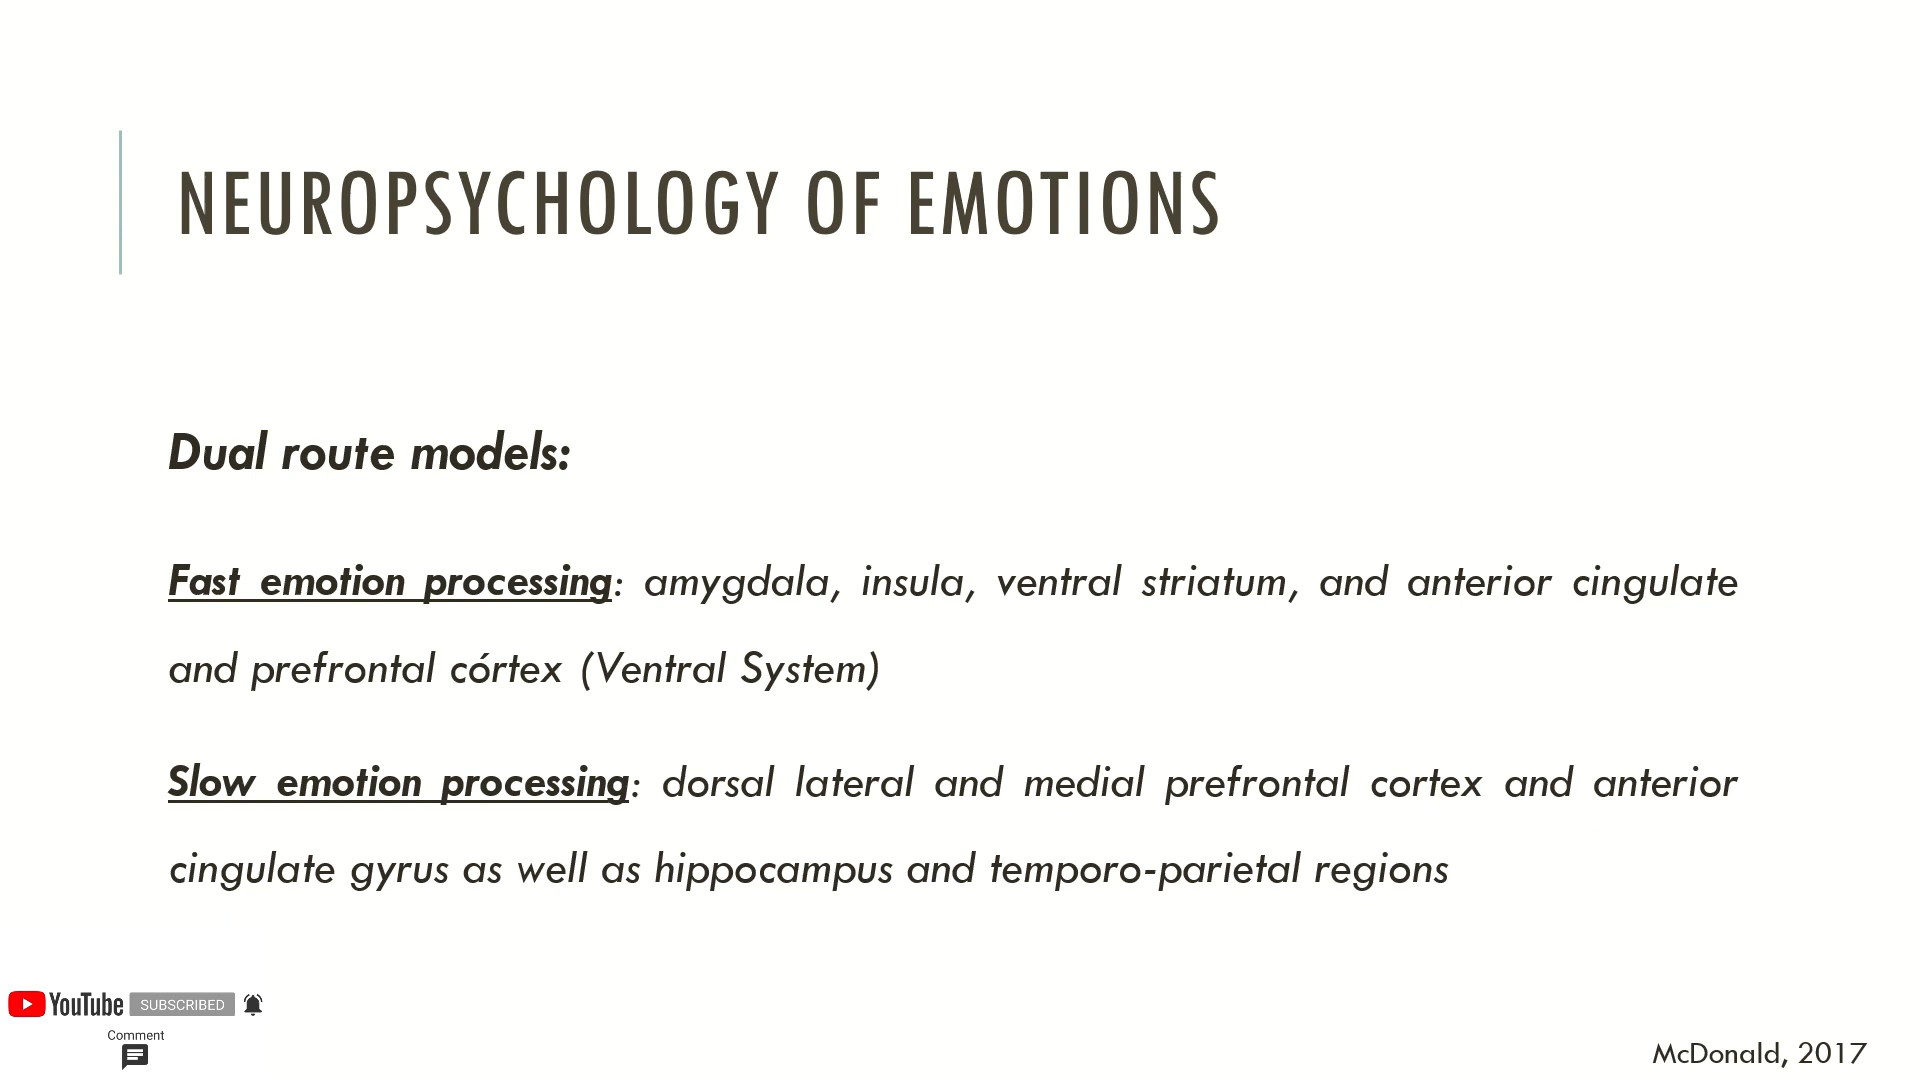 NEUROPSYCHOLOGY OF EMOTIONS
Dual route models:
Fast emotion processing: amygdala, insula, ventral striatum, and anterior cingulate
and prefrontal córtex (Ventral System)
Slow emotion processing: dorsal lateral and medial prefrontal cortex and anterior
cingulate gyrus as well as hippocampus and temporo-parietal regions
YouTube SUBSCRIBED
Comment
McDonald, 2017